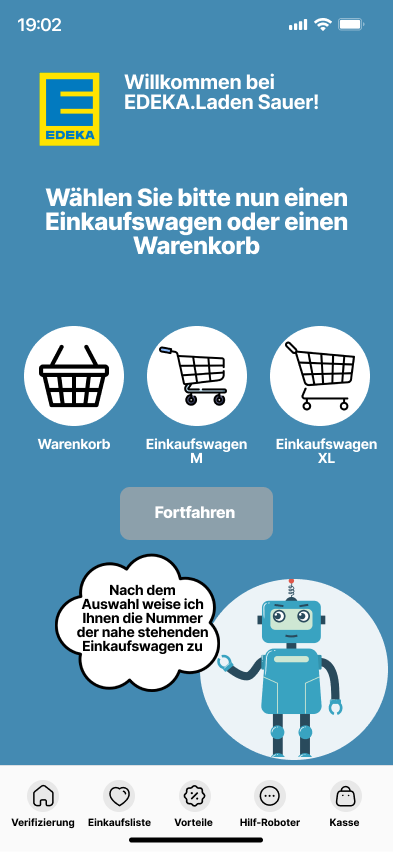 19:02
Willkommen bei
EDEKA.Laden Sauer!
EDEKA
Wählen Sie bitte nun einen
Einkaufswagen oder einen
Warenkorb
Warenkorb
Einkaufswagen
M
Einkaufswagen
XL
Fortfahren
Nach dem
Auswahl weise ich
Ihnen die Nummer
der nahe stehenden
Einkaufswagen zu
Verifizierung
Einkaufsliste
Vorteile
Hilf-Roboter
Kasse